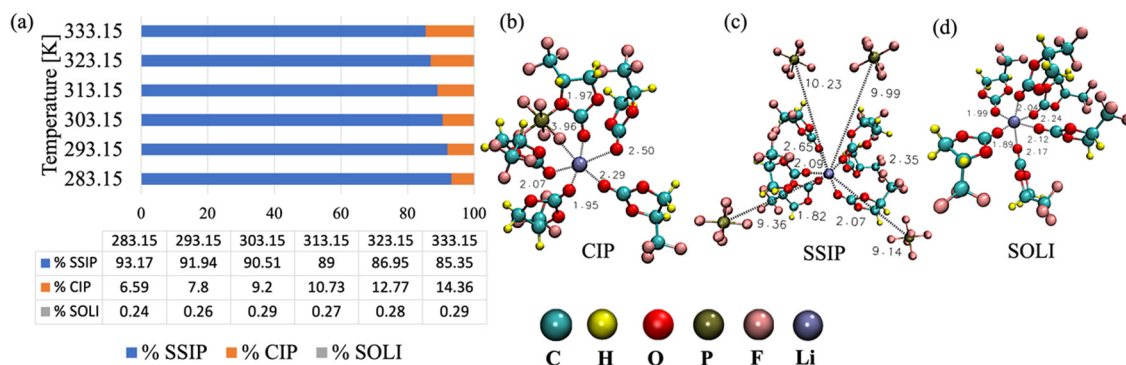 (a)
Temperature [K]
333.15
323.15
313.15
303.15
293.15
283.15
0 20 40 60 80 100
283.15 293.15 303.15 313.15 323.15 333.15
% SSIP 93.17 91.94 90.51 89 86.95 85.35
% CIP 6.59 7.8 9.2 10.73 12.77 14.36
% SOLI 0.24 0.26 0.29 0.27 0.28 0.29
% SSIP % CIP % SOLI
(b)
1.97
3.96
2.50
2.07
2.29
1.95
CIP
(c)
10.23
9.99
2.65
2.09
2.35
1.82
2.07
9.36
9.14
SSIP
(d)
1.99
2.04
2.24
1.89
2.12
2.17
SOLI
C H O P F Li